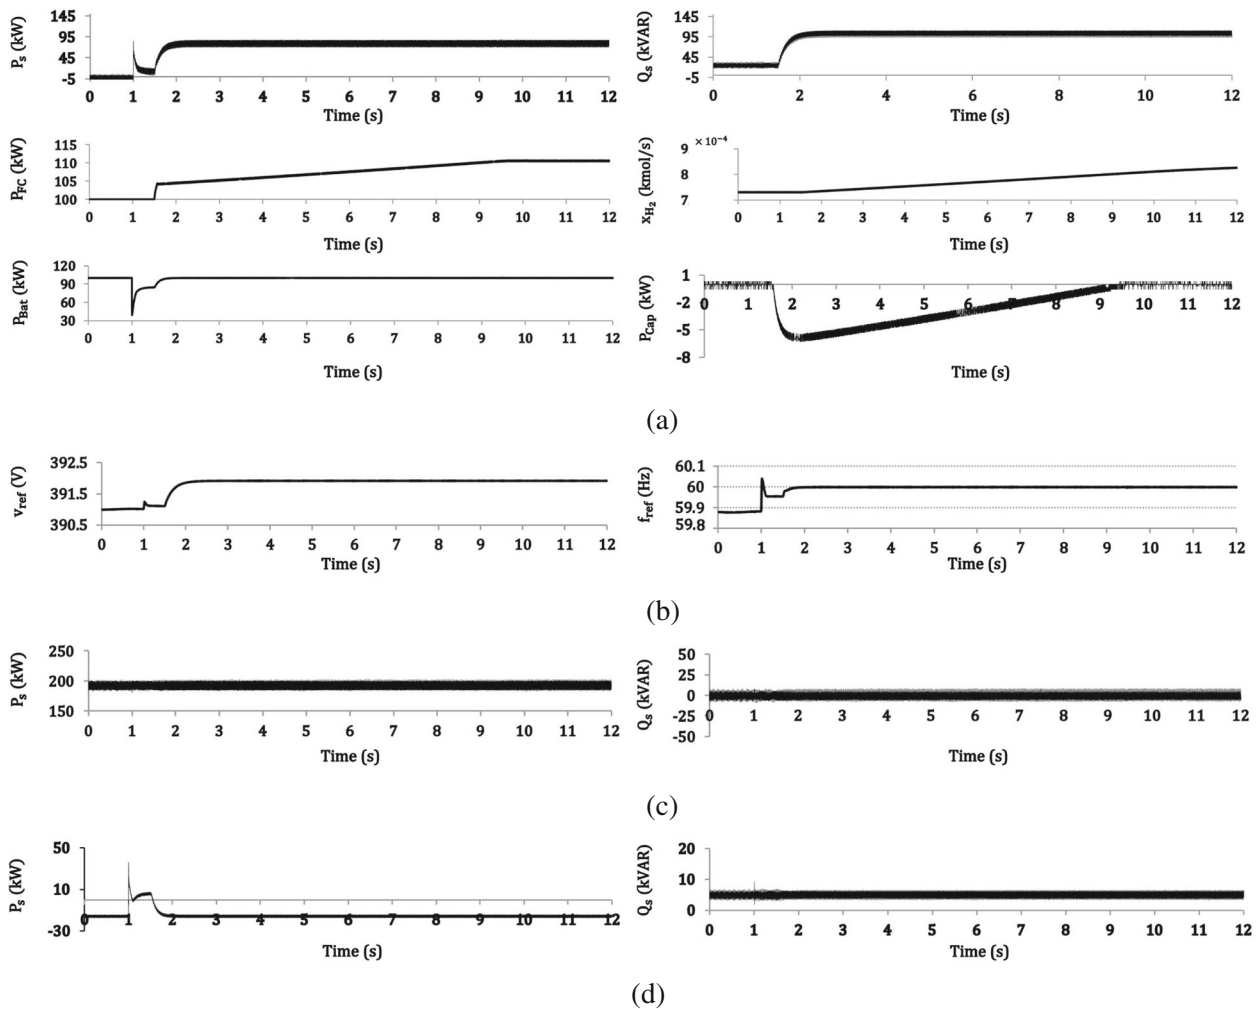 P_s (kW)
145
95
45
-5
0 1 2 3 4 5 6 7 8 9 10 11 12
Time (s)
Q_s (kVAR)
145
95
45
-5
0 2 4 6 8 10 12
Time (s)
P_FC (kW)
115
110
105
100
0 1 2 3 4 5 6 7 8 9 10 11 12
Time (s)
x_H₂ (kmol/s)
× 10⁻⁴
9
8
7
0 1 2 3 4 5 6 7 8 9 10 11 12
Time (s)
P_Bat (kW)
120
90
60
30
0 1 2 3 4 5 6 7 8 9 10 11 12
Time (s)
P_Cap (kW)
1
-2
-5
-8
0 1 2 3 4 5 6 7 8 9 10 11 12
Time (s)
(a)
v_ref (V)
392.5
391.5
390.5
0 1 2 3 4 5 6 7 8 9 10 11 12
Time (s)
f_ref (Hz)
60.1
60
59.9
59.8
0 1 2 3 4 5 6 7 8 9 10 11 12
Time (s)
(b)
P_s (kW)
250
200
150
0 1 2 3 4 5 6 7 8 9 10 11 12
Time (s)
Q_s (kVAR)
50
25
0
-25
-50
0 1 2 3 4 5 6 7 8 9 10 11 12
Time (s)
(c)
P_s (kW)
50
10
-30
0 1 2 3 4 5 6 7 8 9 10 11 12
Time (s)
Q_s (kVAR)
20
10
0
0 1 2 3 4 5 6 7 8 9 10 11 12
Time (s)
(d)